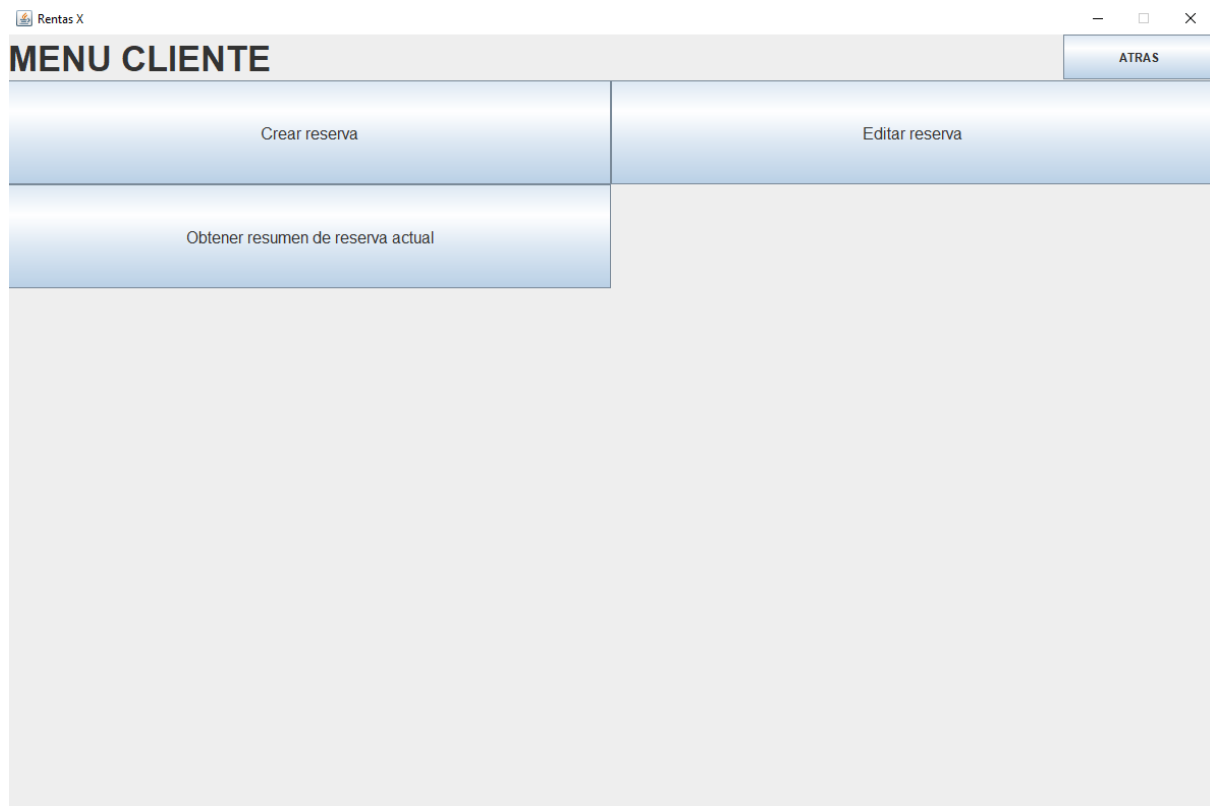 Rentas X
MENU CLIENTE
ATRAS
Crear reserva
Editar reserva
Obtener resumen de reserva actual